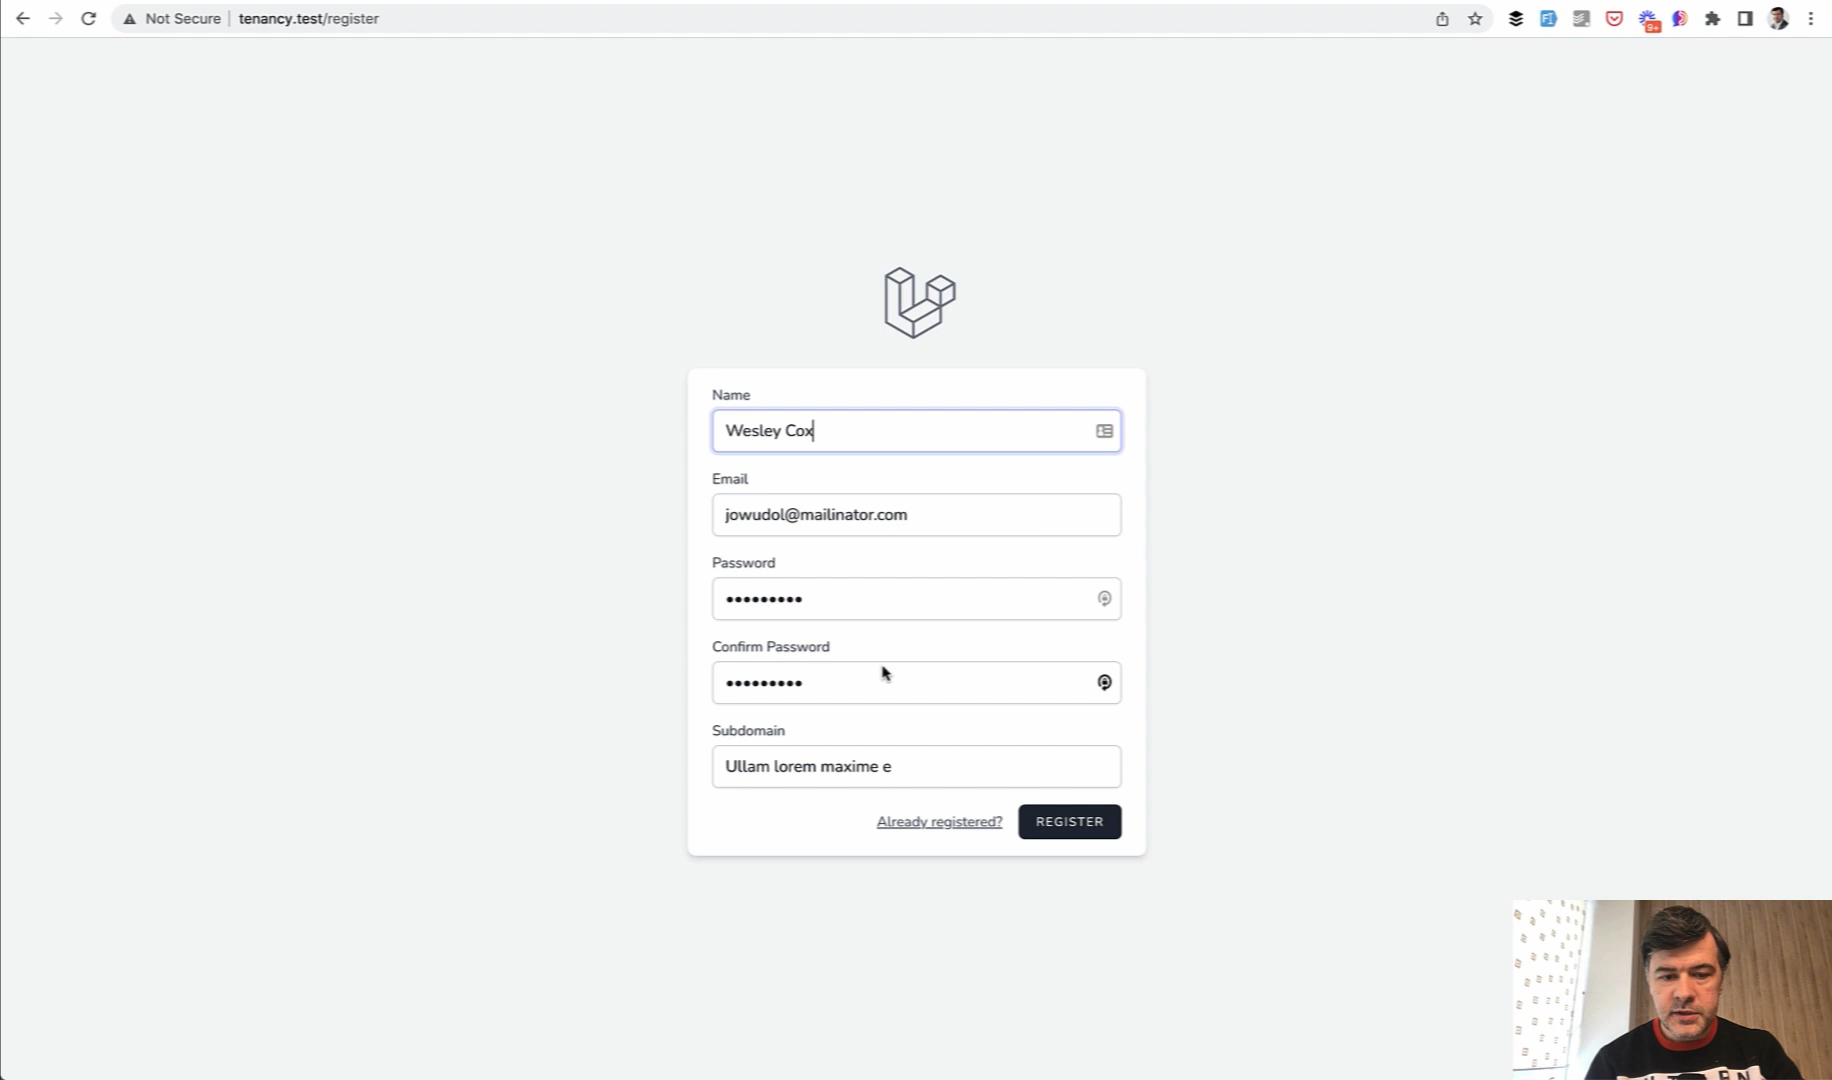 Not Secure | tenancy.test/register
9+
Name
Wesley Cox
Email
jowudol@mailinator.com
Password
•••••••••
Confirm Password
•••••••••
Subdomain
Ullam lorem maxime e
Already registered? REGISTER